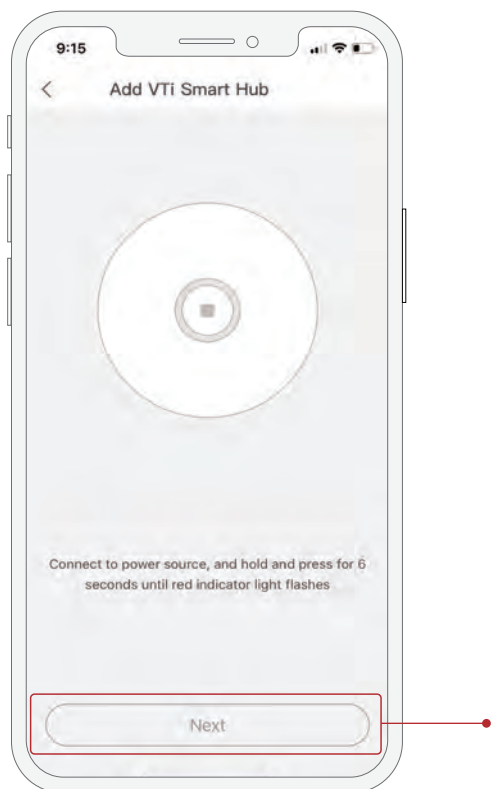 9:15
Add VTi Smart Hub
Connect to power source, and hold and press for 6
seconds until red indicator light flashes
Next